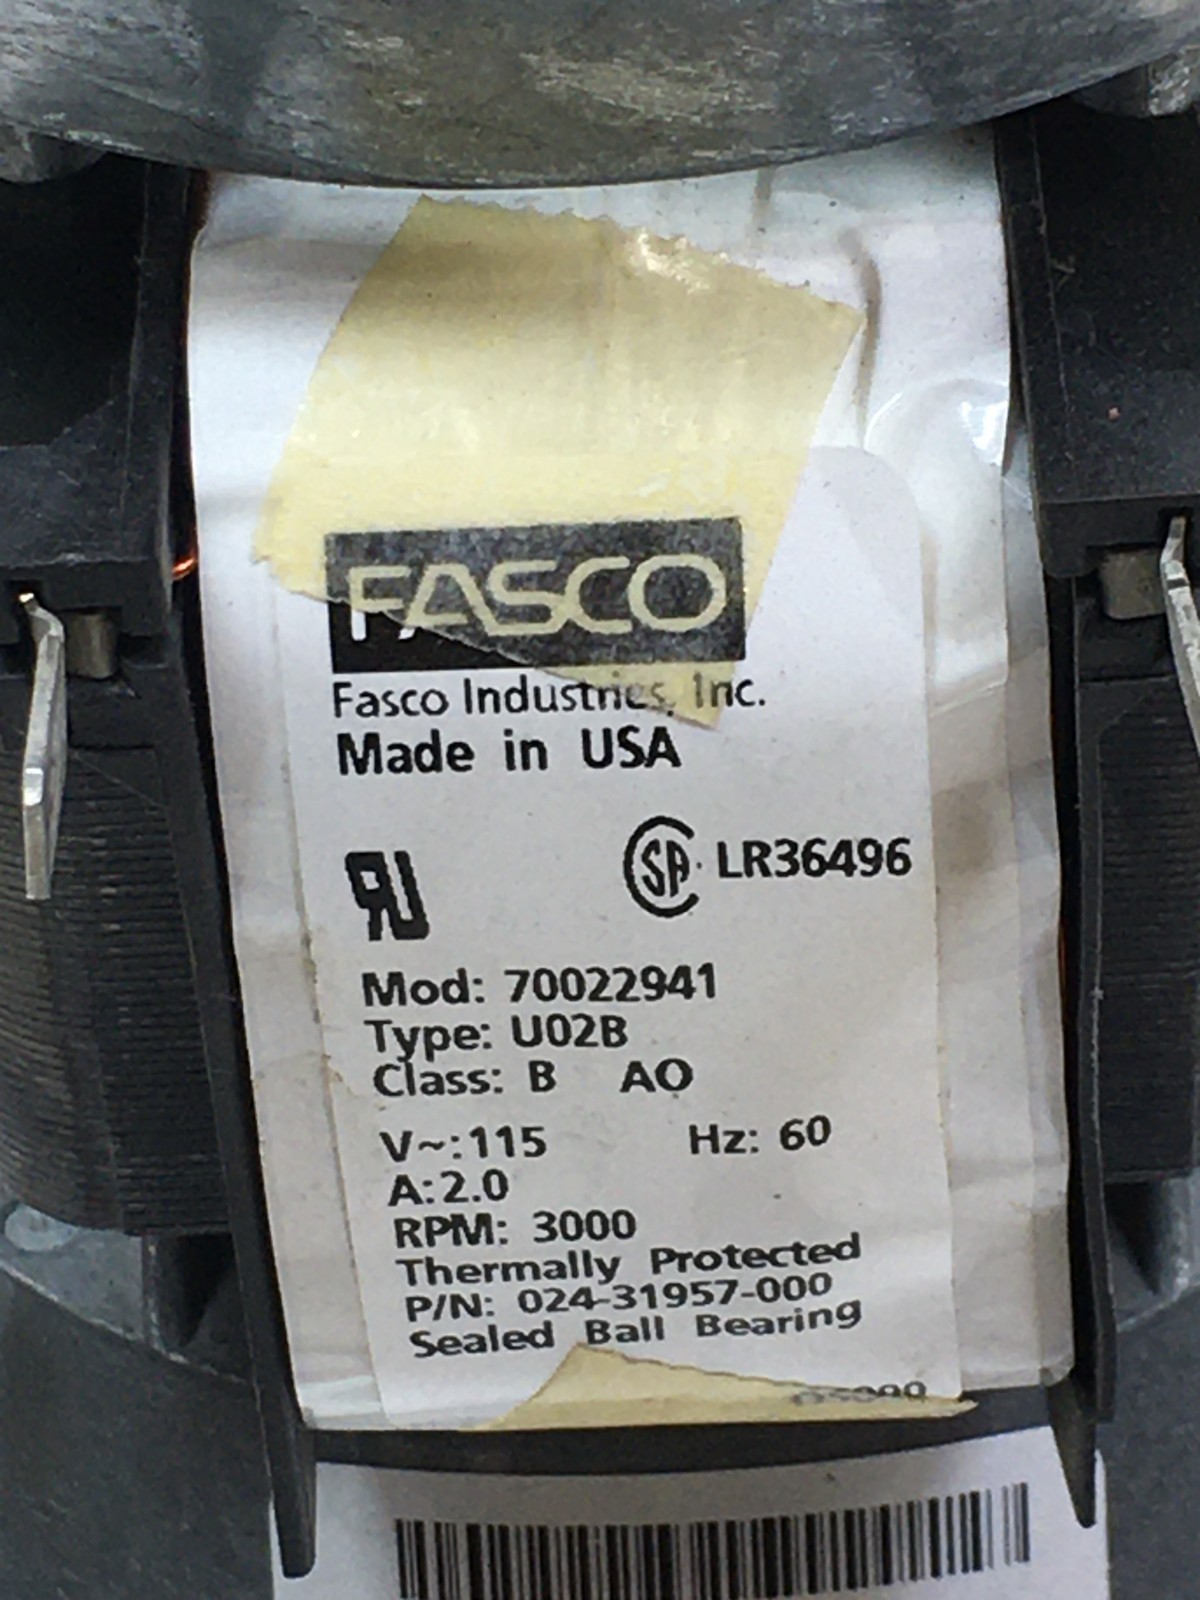 FASCO
Fasco Industries, Inc.
Made in USA
LR36496
Mod: 70022941
Type: U02B
Class: B AO
V~:115 Hz: 60
A:2.0
RPM: 3000
Thermally Protected
P/N: 024-31957-000
Sealed Ball Bearing